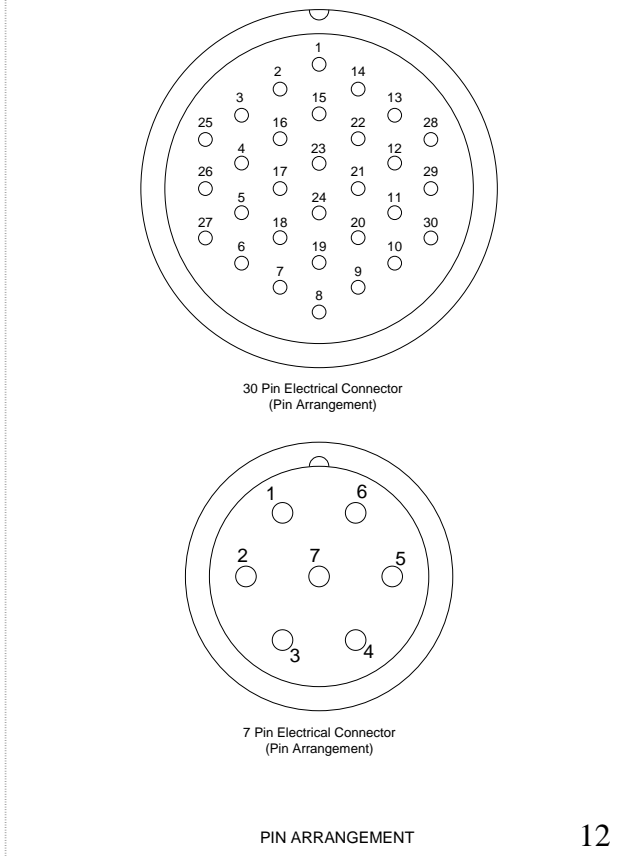 1
2 14
3 15 13
25 16 22 28
4 23 12
26 17 21 29
5 24 11
27 18 20 30
6 19 10
7 9
8
30 Pin Electrical Connector
(Pin Arrangement)
1 6
2 7 5
3 4
7 Pin Electrical Connector
(Pin Arrangement)
PIN ARRANGEMENT 12